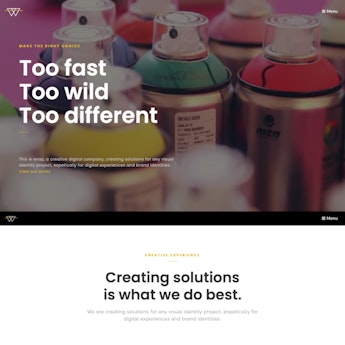 Menu
MAKE THE RIGHT CHOICE
Too fast
Too wild
Too different
This is wrap, a creative digital company, creating solutions for any visual
identity project, espetically for digital experiences and brand identities.
View our works
Menu
CREATIVE EXPERIENCE
Creating solutions
is what we do best.
We are creating solutions for any visual identity project, espetically for
digital experiences and brand identities.